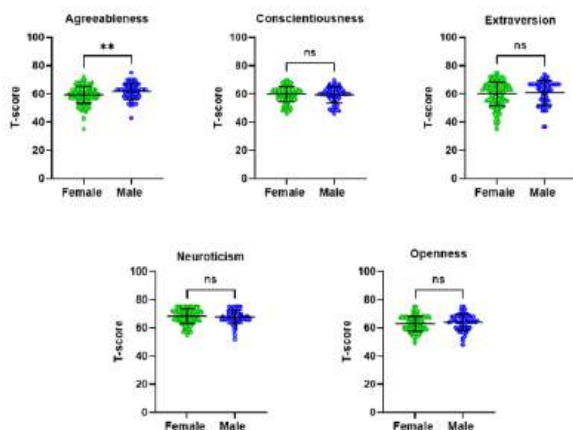 Agreeableness
**
T-score
100
80
60
40
20
0
Female Male
Conscientiousness
ns
T-score
100
80
60
40
20
0
Female Male
Extraversion
ns
T-score
100
80
60
40
20
0
Female Male
Neuroticism
ns
T-score
100
80
60
40
20
0
Female Male
Openness
ns
T-score
100
80
60
40
20
0
Female Male